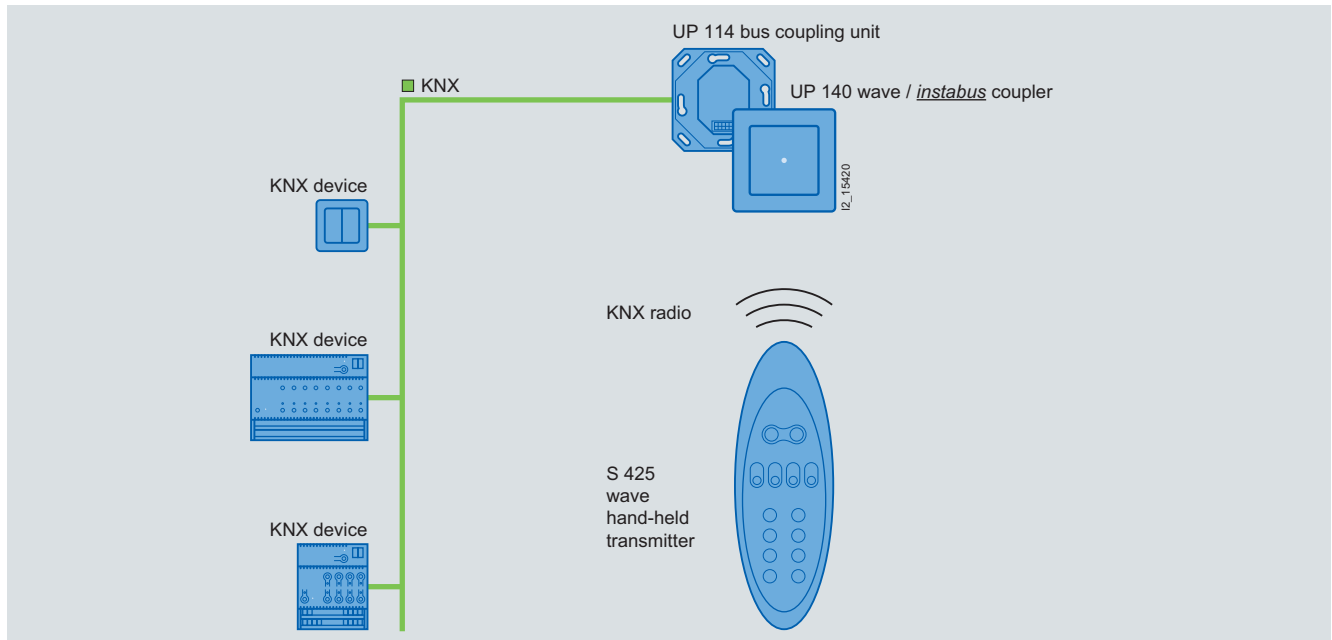 UP 114 bus coupling unit
KNX
UP 140 wave / instabus coupler
I2_15420
KNX device
KNX device
KNX radio
S 425
wave
hand-held
transmitter
KNX device